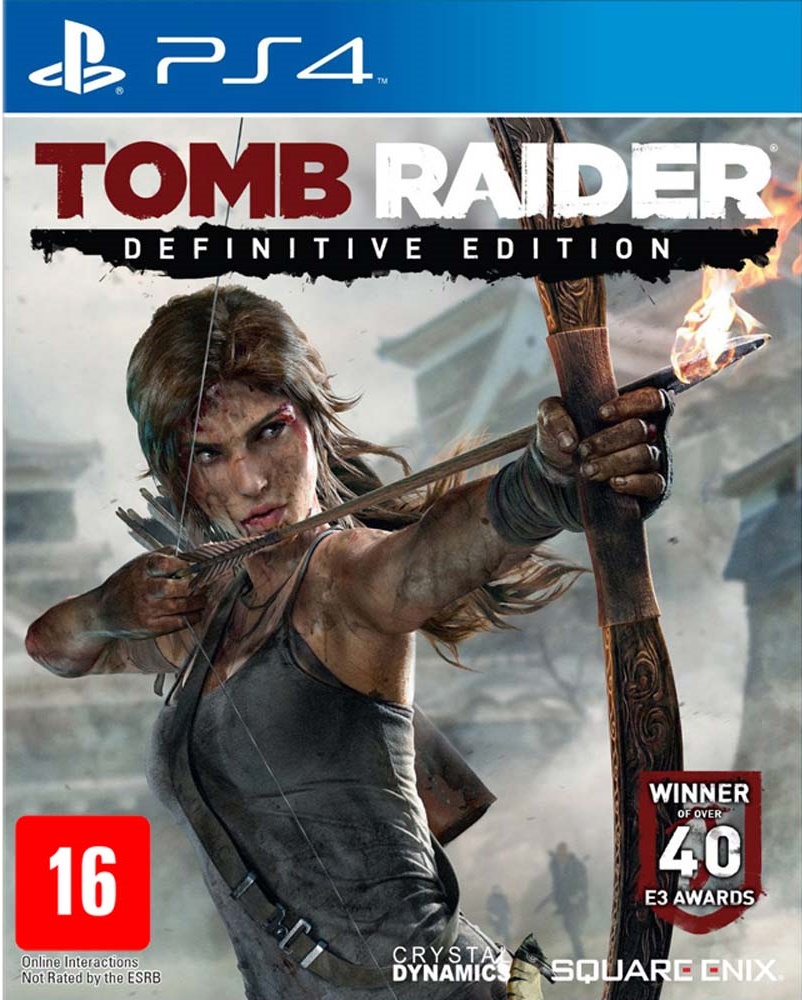 PS4™
TOMB RAIDER®
DEFINITIVE EDITION
WINNER
OF OVER
40
E3 AWARDS
16
Online Interactions
Not Rated by the ESRB
CRYSTAL
DYNAMICS
SQUARE ENIX.